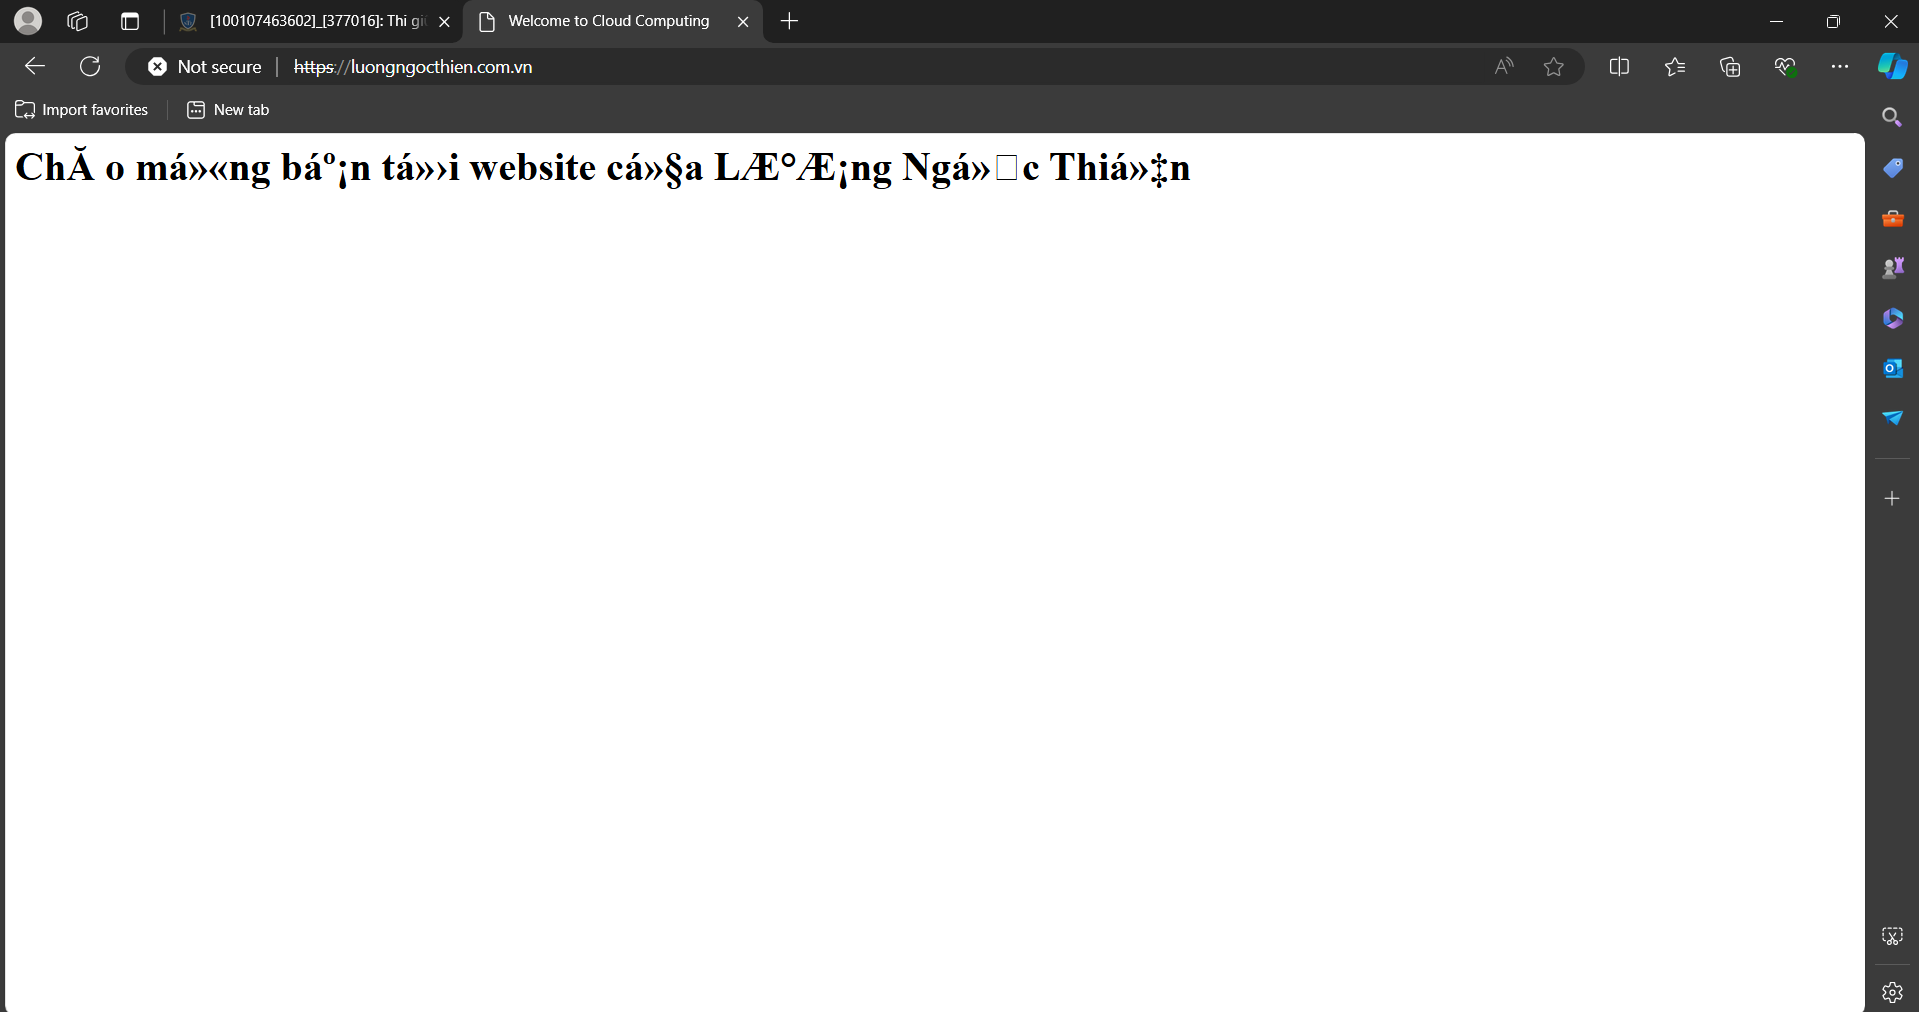 [100107463602]_[377016]: Thi gi
Welcome to Cloud Computing
Not secure
https://luongngocthien.com.vn
Import favorites
New tab
ChĂ o má»«ng báº¡n tá»›i website cá»§a LÆ°Æ¡ng Ngá»□c Thiá»‡n